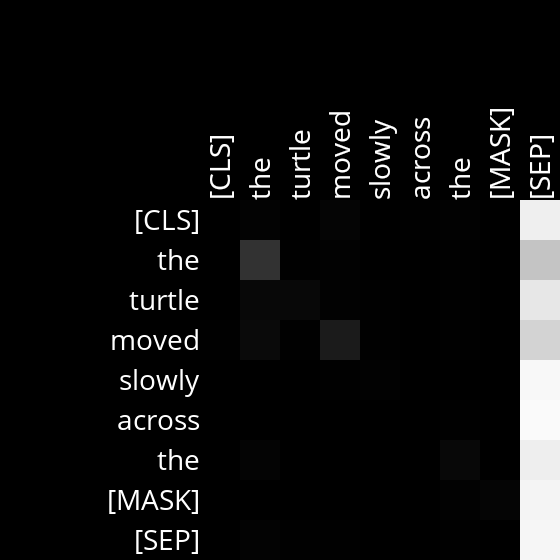 [CLS] the turtle moved slowly across the [MASK] [SEP]
[CLS]
the
turtle
moved
slowly
across
the
[MASK]
[SEP]